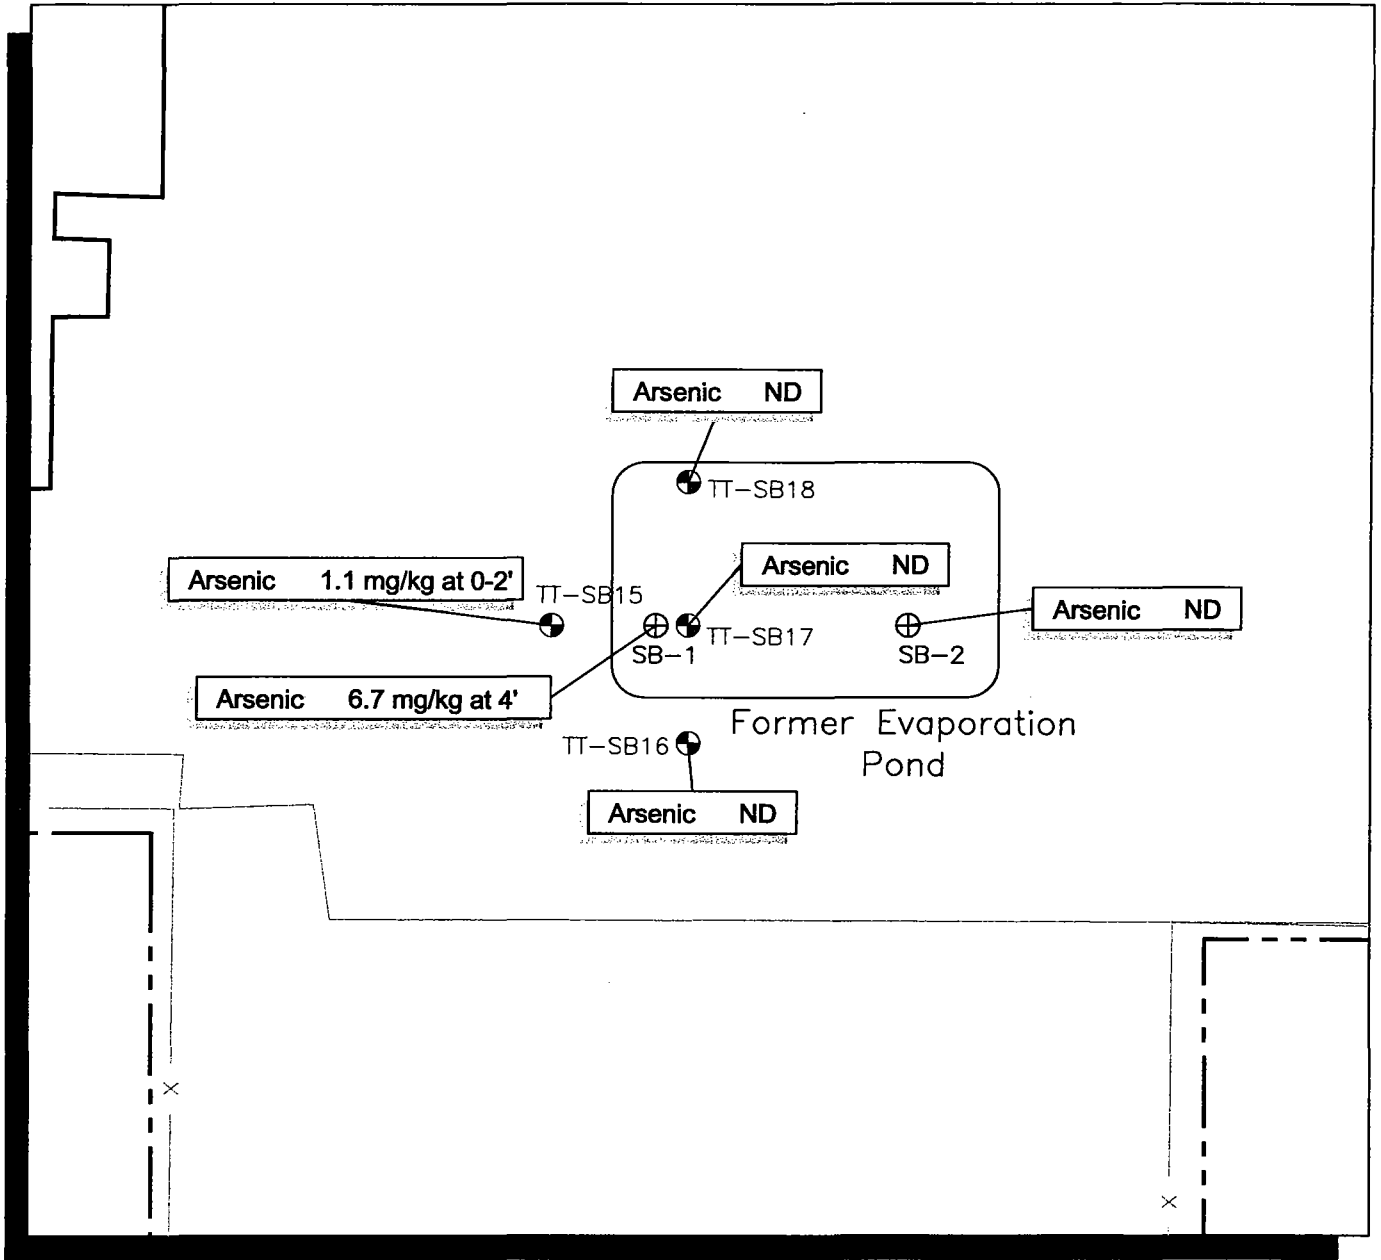 Arsenic ND
TT-SB18
Arsenic ND
Arsenic 1.1 mg/kg at 0-2'
TT-SB15
Arsenic ND
TT-SB17
SB-1
SB-2
Arsenic 6.7 mg/kg at 4'
Former Evaporation
Pond
TT-SB16
Arsenic ND